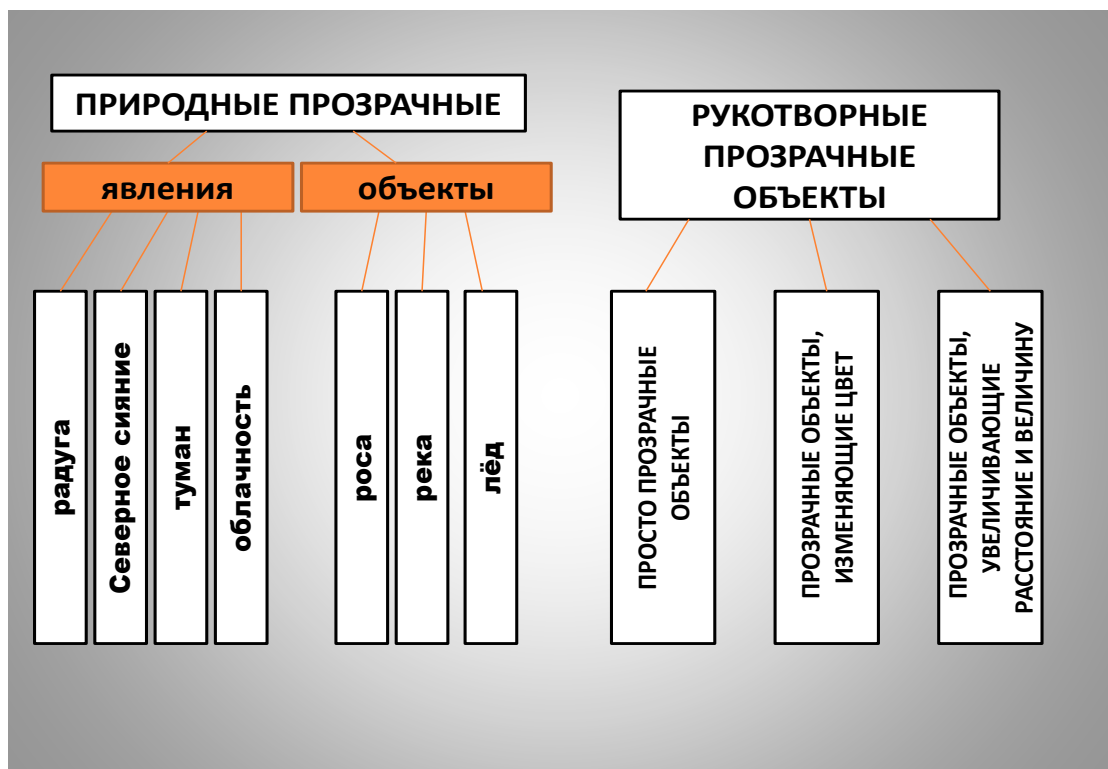 ПРИРОДНЫЕ ПРОЗРАЧНЫЕ
явления
объекты
радуга
Северное сияние
туман
облачность
роса
река
лёд
РУКОТВОРНЫЕ
ПРОЗРАЧНЫЕ
ОБЪЕКТЫ
ПРОСТО ПРОЗРАЧНЫЕ
ОБЪЕКТЫ
ПРОЗРАЧНЫЕ ОБЪЕКТЫ,
ИЗМЕНЯЮЩИЕ ЦВЕТ
ПРОЗРАЧНЫЕ ОБЪЕКТЫ,
УВЕЛИЧИВАЮЩИЕ
РАССТОЯНИЕ И ВЕЛИЧИНУ